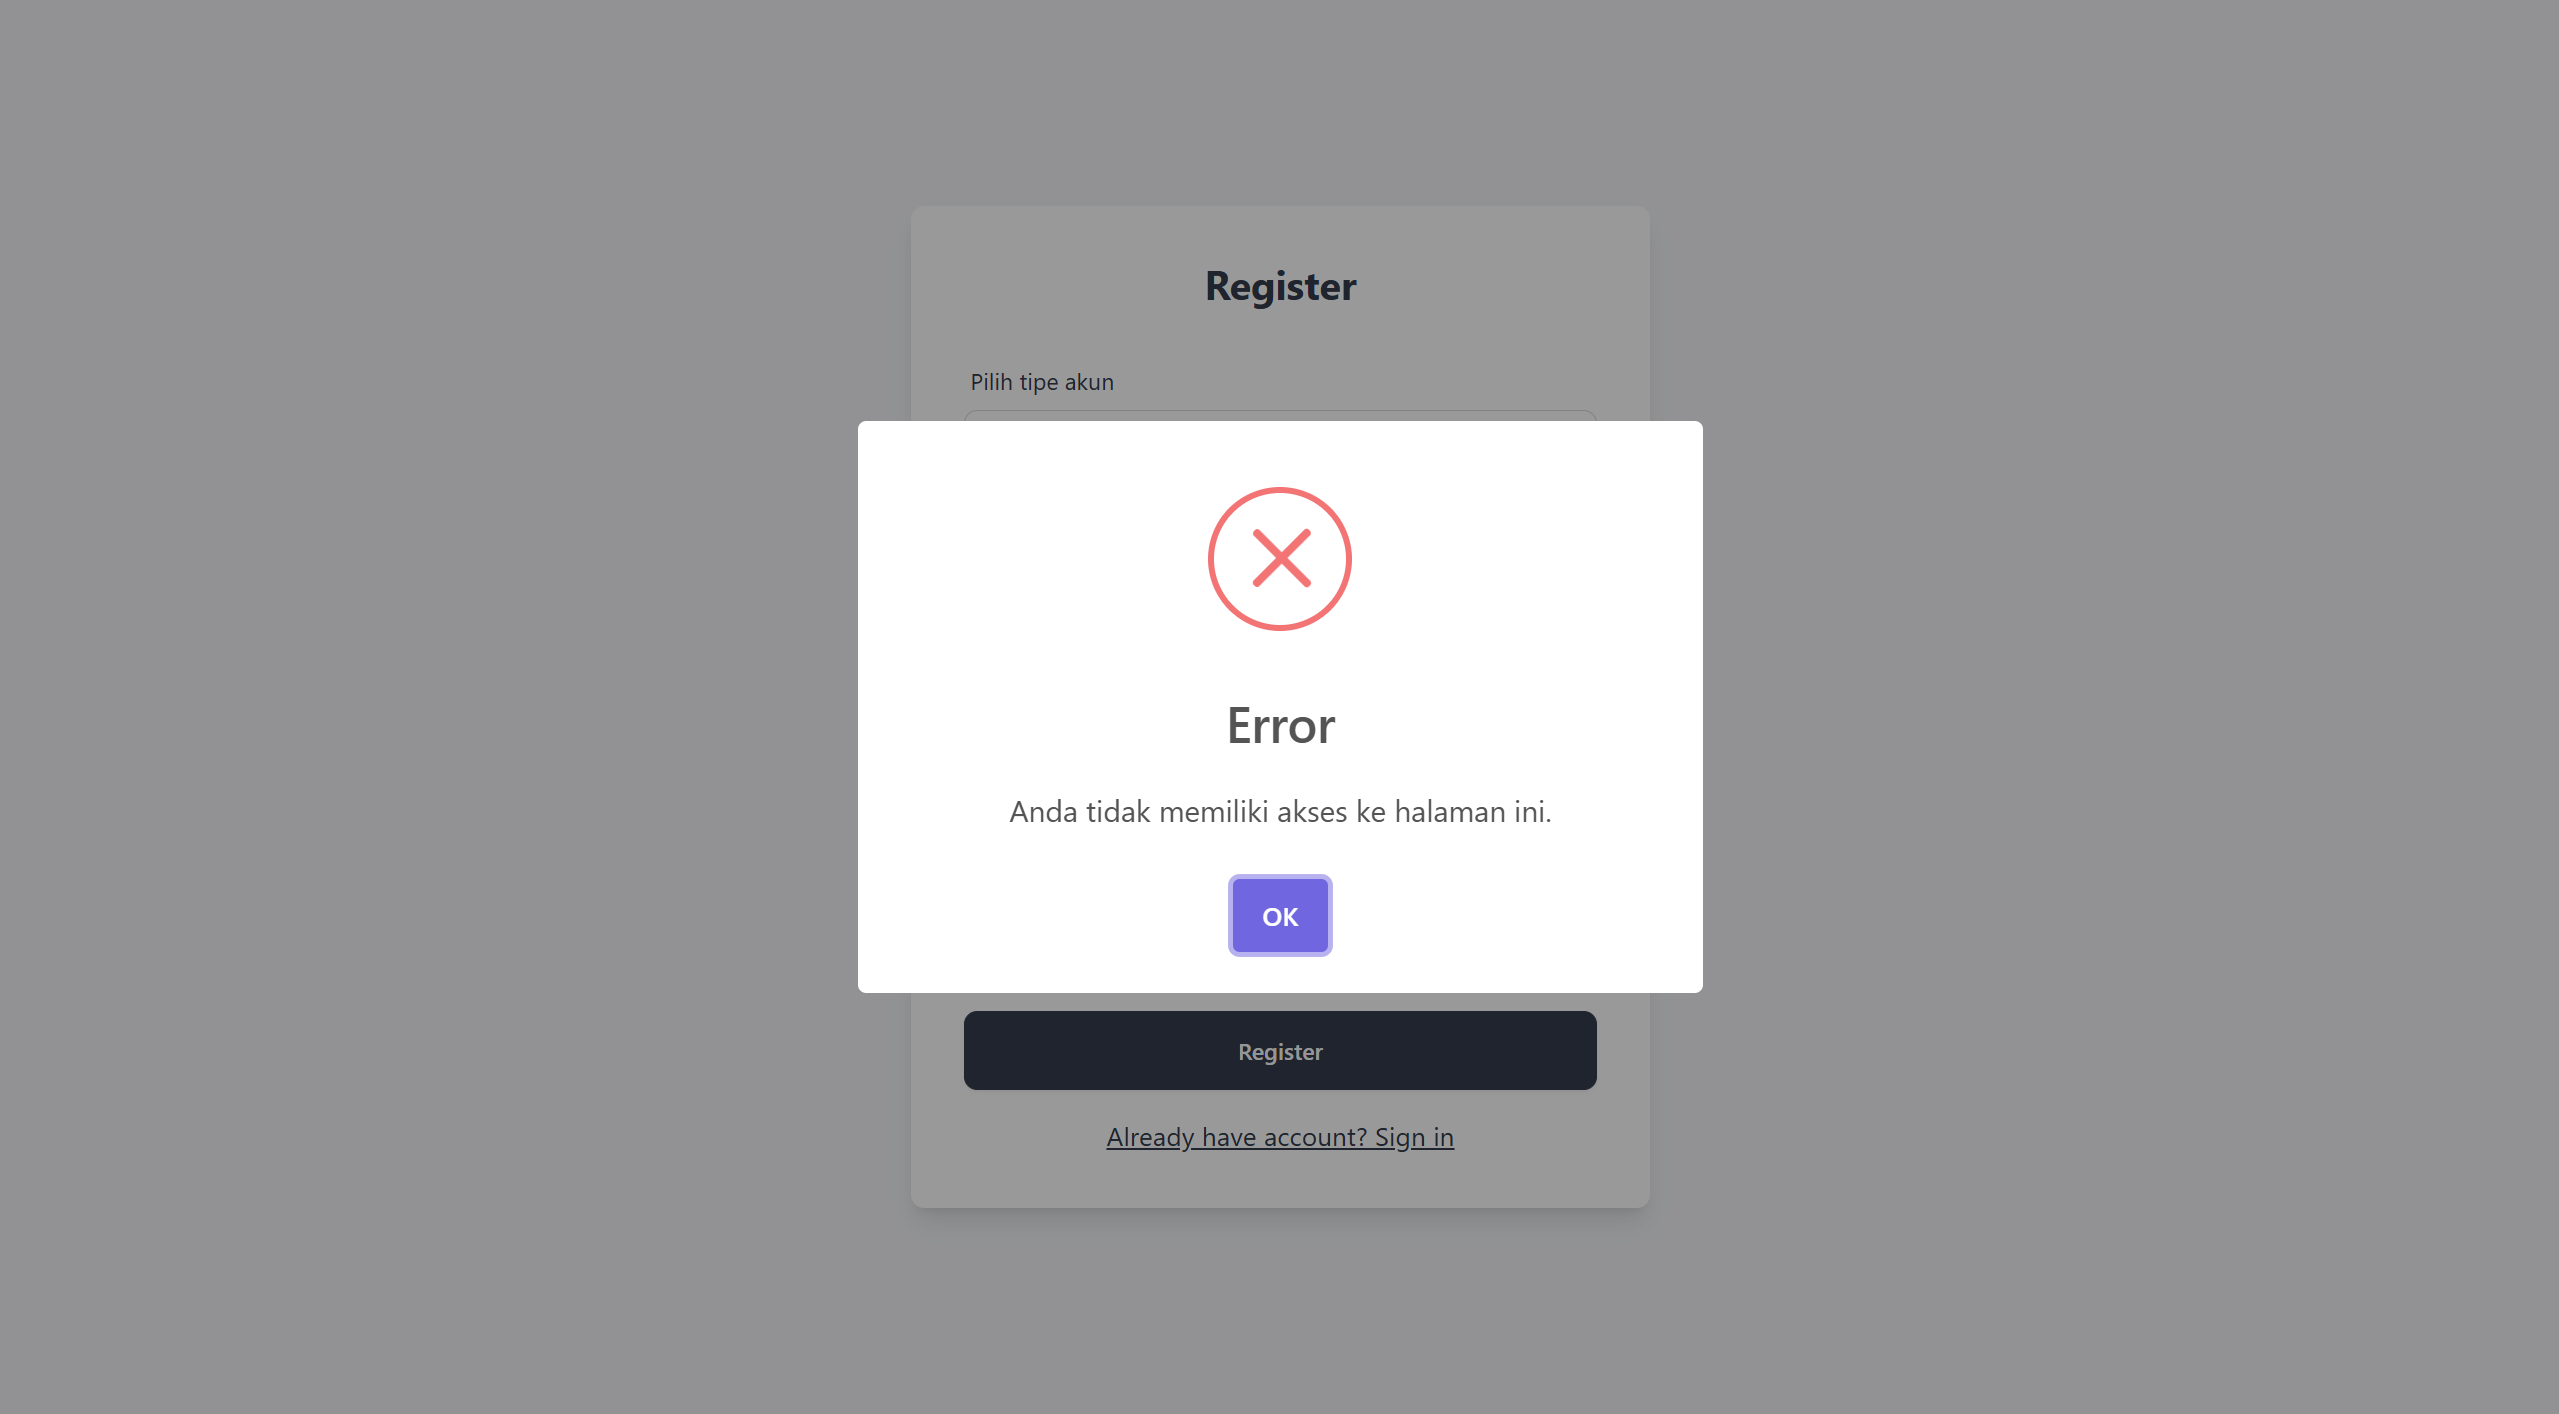 Register
Pilih tipe akun
Error
Anda tidak memiliki akses ke halaman ini.
OK
Register
Already have account? Sign in